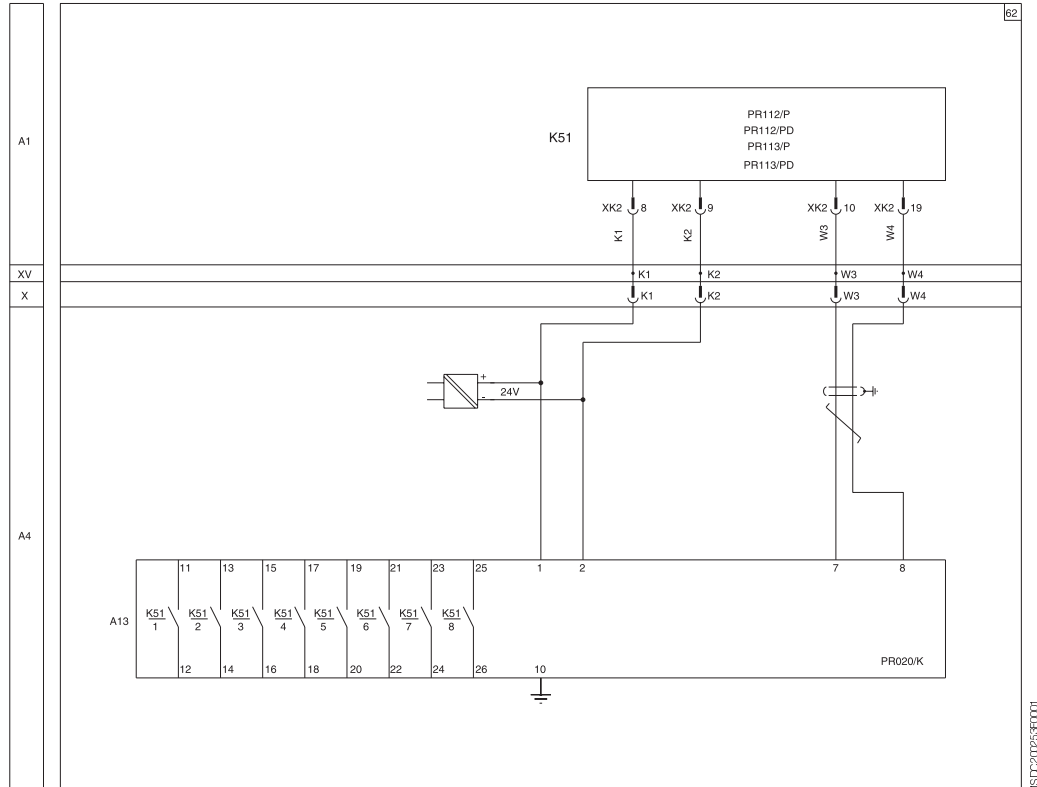 62
A1
K51
PR112/P
PR112/PD
PR113/P
PR113/PD
XK2 8 XK2 9 XK2 10 XK2 19
K1 K2 W3 W4
XV K1 K2 W3 W4
X K1 K2 W3 W4
+
24V
-
A4
11 13 15 17 19 21 23 25 1 2 7 8
A13
K51 K51 K51 K51 K51 K51 K51 K51
1 2 3 4 5 6 7 8
PR020/K
12 14 16 18 20 22 24 26 10